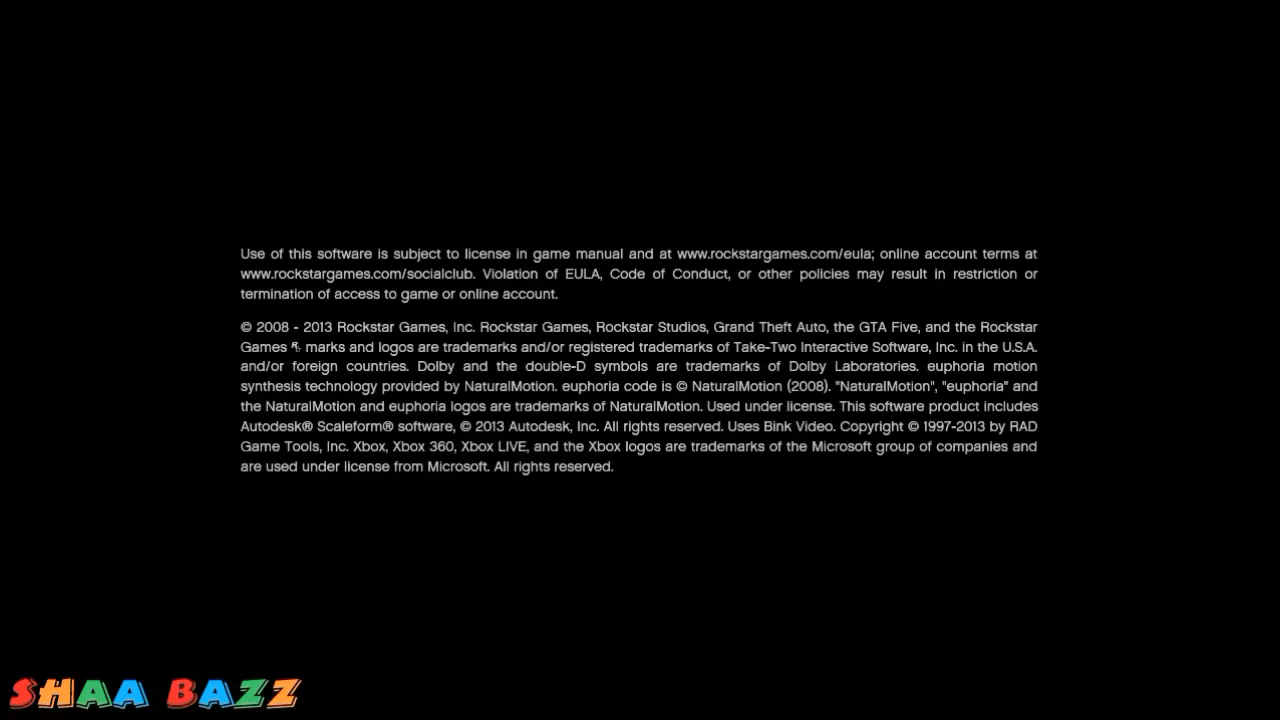 Use of this software is subject to license in game manual and at www.rockstargames.com/eula; online account terms at
www.rockstargames.com/socialclub. Violation of EULA, Code of Conduct, or other policies may result in restriction or
termination of access to game or online account.
© 2008 - 2013 Rockstar Games, Inc. Rockstar Games, Rockstar Studios, Grand Theft Auto, the GTA Five, and the Rockstar
Games R* marks and logos are trademarks and/or registered trademarks of Take-Two Interactive Software, Inc. in the U.S.A.
and/or foreign countries. Dolby and the double-D symbols are trademarks of Dolby Laboratories. euphoria motion
synthesis technology provided by NaturalMotion. euphoria code is © NaturalMotion (2008). "NaturalMotion", "euphoria" and
the NaturalMotion and euphoria logos are trademarks of NaturalMotion. Used under license. This software product includes
Autodesk® Scaleform® software, © 2013 Autodesk, Inc. All rights reserved. Uses Bink Video. Copyright © 1997-2013 by RAD
Game Tools, Inc. Xbox, Xbox 360, Xbox LIVE, and the Xbox logos are trademarks of the Microsoft group of companies and
are used under license from Microsoft. All rights reserved.
SHAA BAZZ